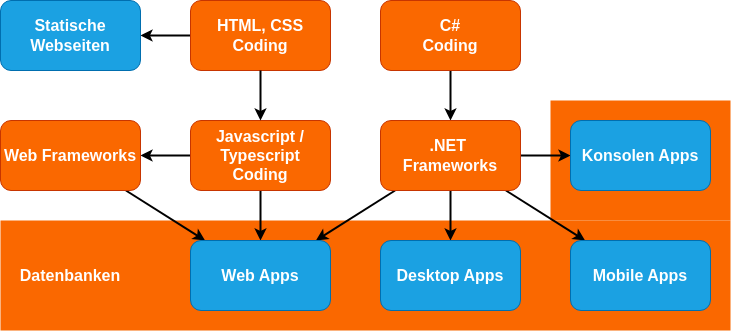 Statische
Webseiten
HTML, CSS
Coding
C#
Coding
Web Frameworks
Javascript /
Typescript
Coding
.NET
Frameworks
Konsolen Apps
Datenbanken
Web Apps
Desktop Apps
Mobile Apps